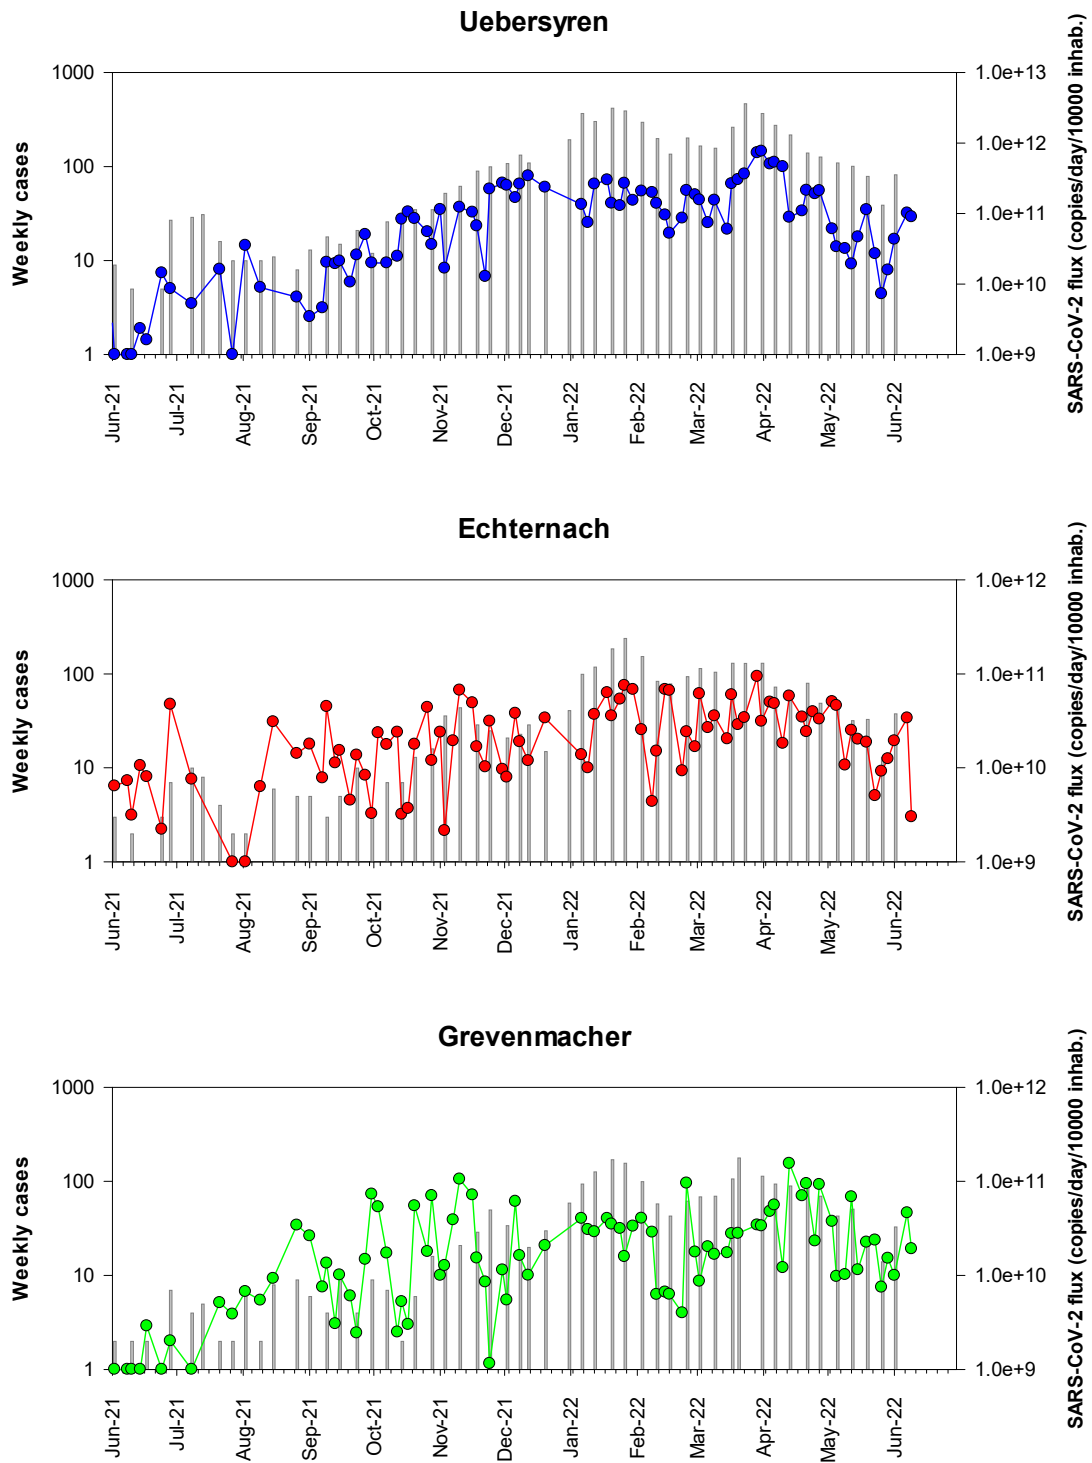 Uebersyren
Weekly cases
1000
100
10
1
1.0e+13
1.0e+12
1.0e+11
1.0e+10
1.0e+9
SARS-CoV-2 flux (copies/day/10000 inhab.)
Jun-21
Jul-21
Aug-21
Sep-21
Oct-21
Nov-21
Dec-21
Jan-22
Feb-22
Mar-22
Apr-22
May-22
Jun-22
Echternach
Weekly cases
1000
100
10
1
1.0e+12
1.0e+11
1.0e+10
1.0e+9
SARS-CoV-2 flux (copies/day/10000 inhab.)
Jun-21
Jul-21
Aug-21
Sep-21
Oct-21
Nov-21
Dec-21
Jan-22
Feb-22
Mar-22
Apr-22
May-22
Jun-22
Grevenmacher
Weekly cases
1000
100
10
1
1.0e+12
1.0e+11
1.0e+10
1.0e+9
SARS-CoV-2 flux (copies/day/10000 inhab.)
Jun-21
Jul-21
Aug-21
Sep-21
Oct-21
Nov-21
Dec-21
Jan-22
Feb-22
Mar-22
Apr-22
May-22
Jun-22